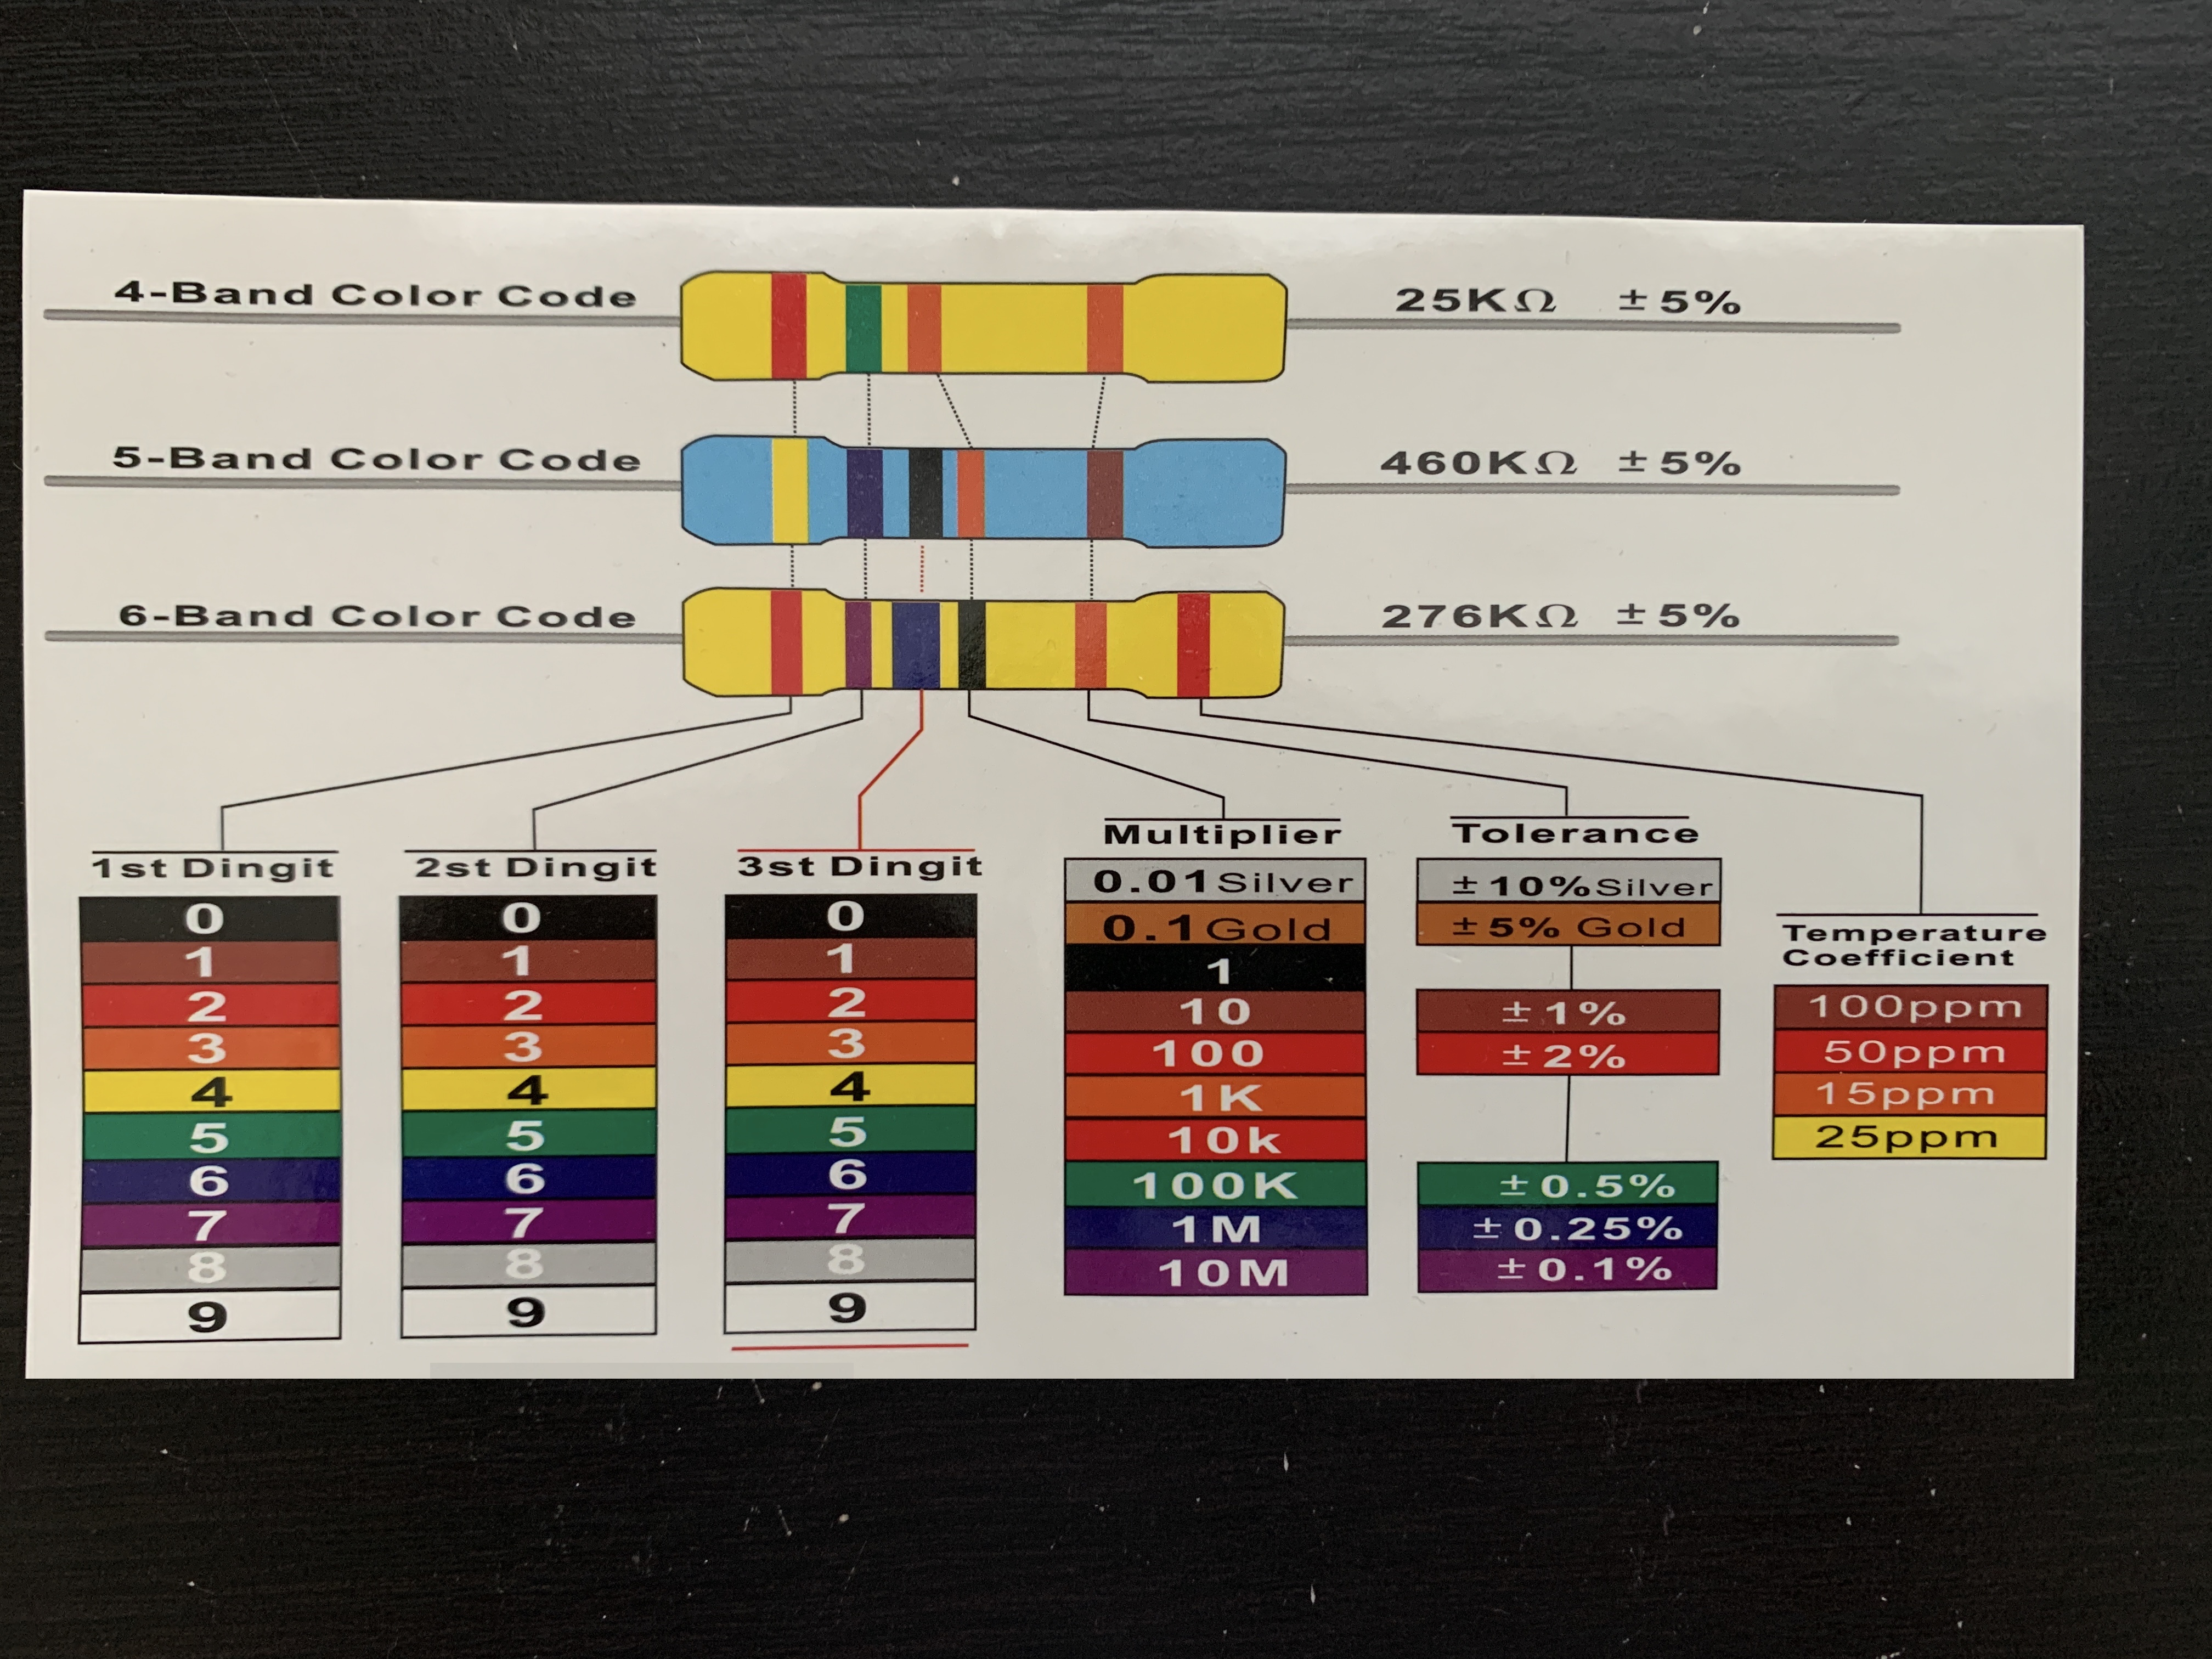 4-Band Color Code
25KΩ ±5%
5-Band Color Code
460KΩ ±5%
6-Band Color Code
276KΩ ±5%
1st Dingit
0
1
2
3
4
5
6
7
8
9
2st Dingit
0
1
2
3
4
5
6
7
8
9
3st Dingit
0
1
2
3
4
5
6
7
8
9
Multiplier
0.01Silver
0.1Gold
1
10
100
1K
10k
100K
1M
10M
Tolerance
±10%Silver
±5% Gold
±1%
±2%
±0.5%
±0.25%
±0.1%
Temperature
Coefficient
100ppm
50ppm
15ppm
25ppm